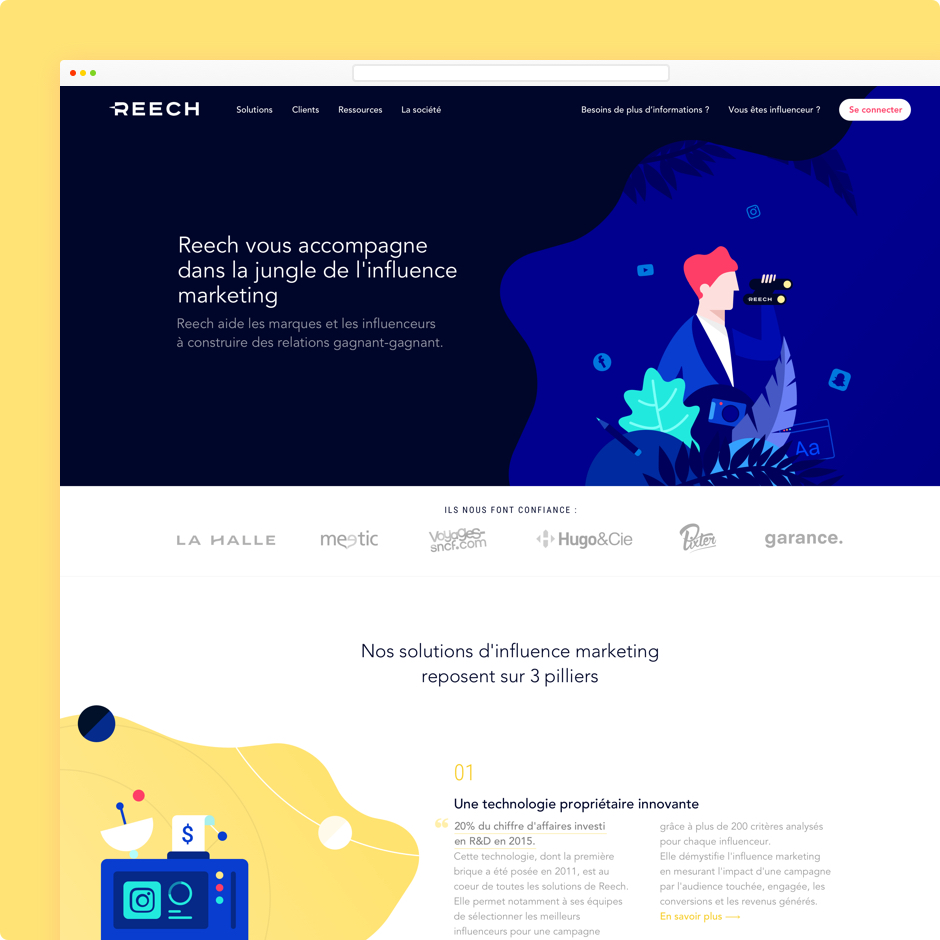 REECH
Solutions
Clients
Ressources
La société
Besoins de plus d'informations ?
Vous êtes influenceur ?
Se connecter
Reech vous accompagne
dans la jungle de l'influence
marketing
Reech aide les marques et les influenceurs
à construire des relations gagnant-gagnant.
REECH
Aa
ILS NOUS FONT CONFIANCE :
LA HALLE
meetic
Voyages-
sncf.com
Hugo&Cie
Pixter
garance.
Nos solutions d'influence marketing
reposent sur 3 pilliers
01
Une technologie propriétaire innovante
“
20% du chiffre d'affaires investi
en R&D en 2015.
Cette technologie, dont la première
brique a été posée en 2011, est au
coeur de toutes les solutions de Reech.
Elle permet notamment à ses équipes
de sélectionner les meilleurs
influenceurs pour une campagne
grâce à plus de 200 critères analysés
pour chaque influenceur.
Elle démystifie l'influence marketing
en mesurant l'impact d'une campagne
par l'audience touchée, engagée, les
conversions et les revenus générés.
En savoir plus ⟶
$